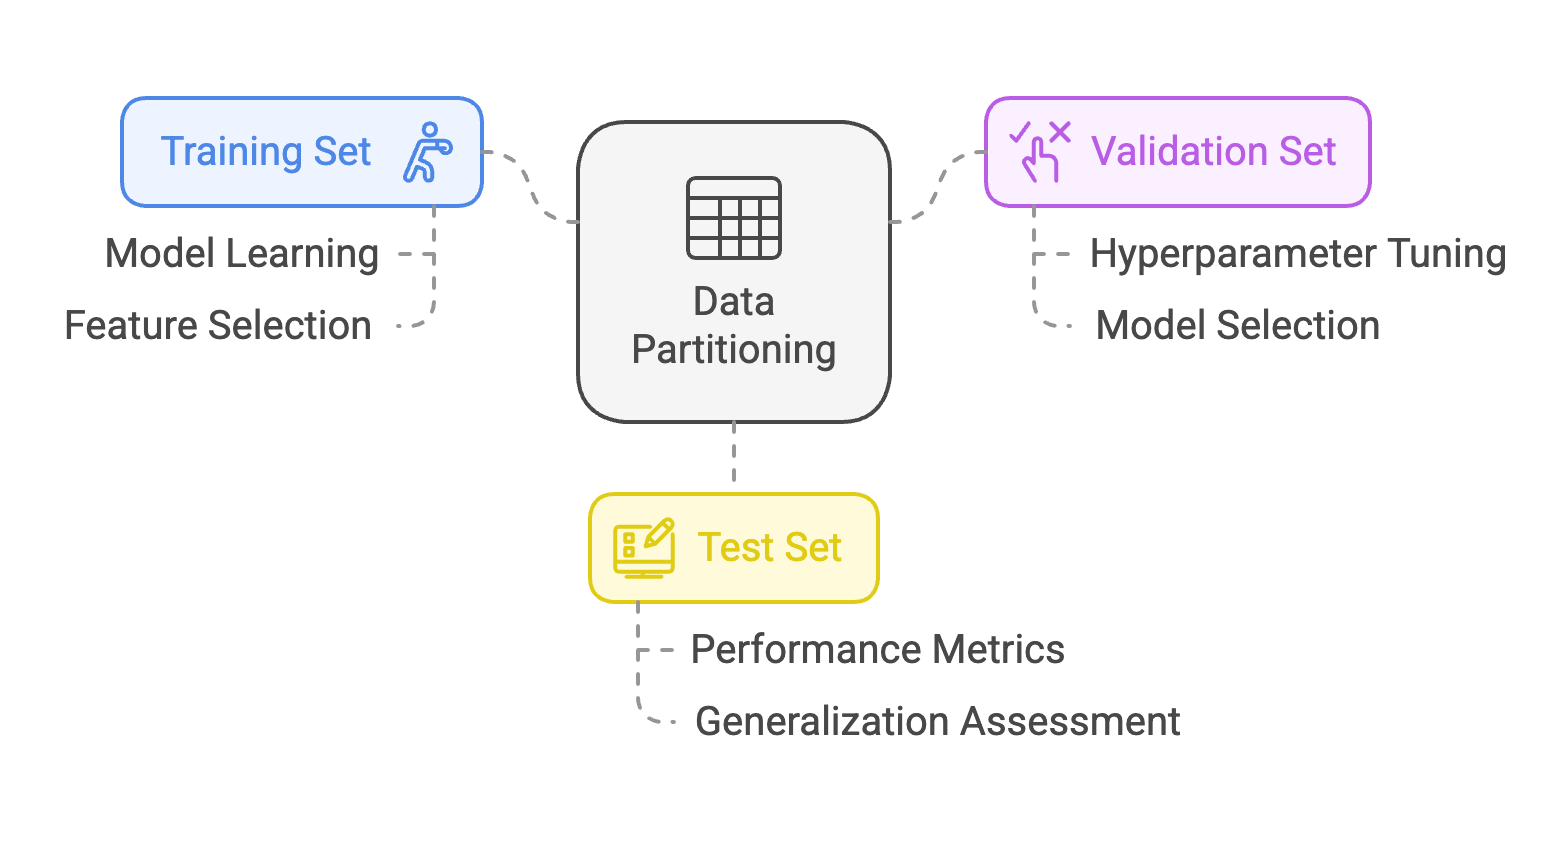 Training Set
Model Learning
Feature Selection
Data
Partitioning
Validation Set
Hyperparameter Tuning
Model Selection
Test Set
Performance Metrics
Generalization Assessment